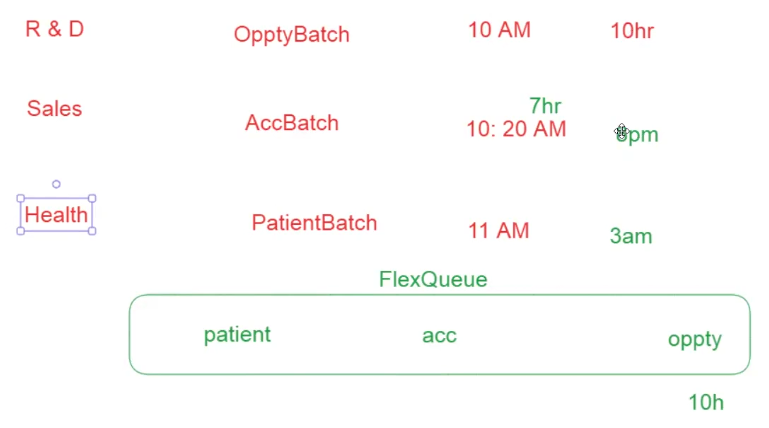 R & D OpptyBatch 10 AM 10hr
7hr
Sales AccBatch 10: 20 AM
Health PatientBatch 11 AM 3am
FlexQueue
patient acc oppty
10h